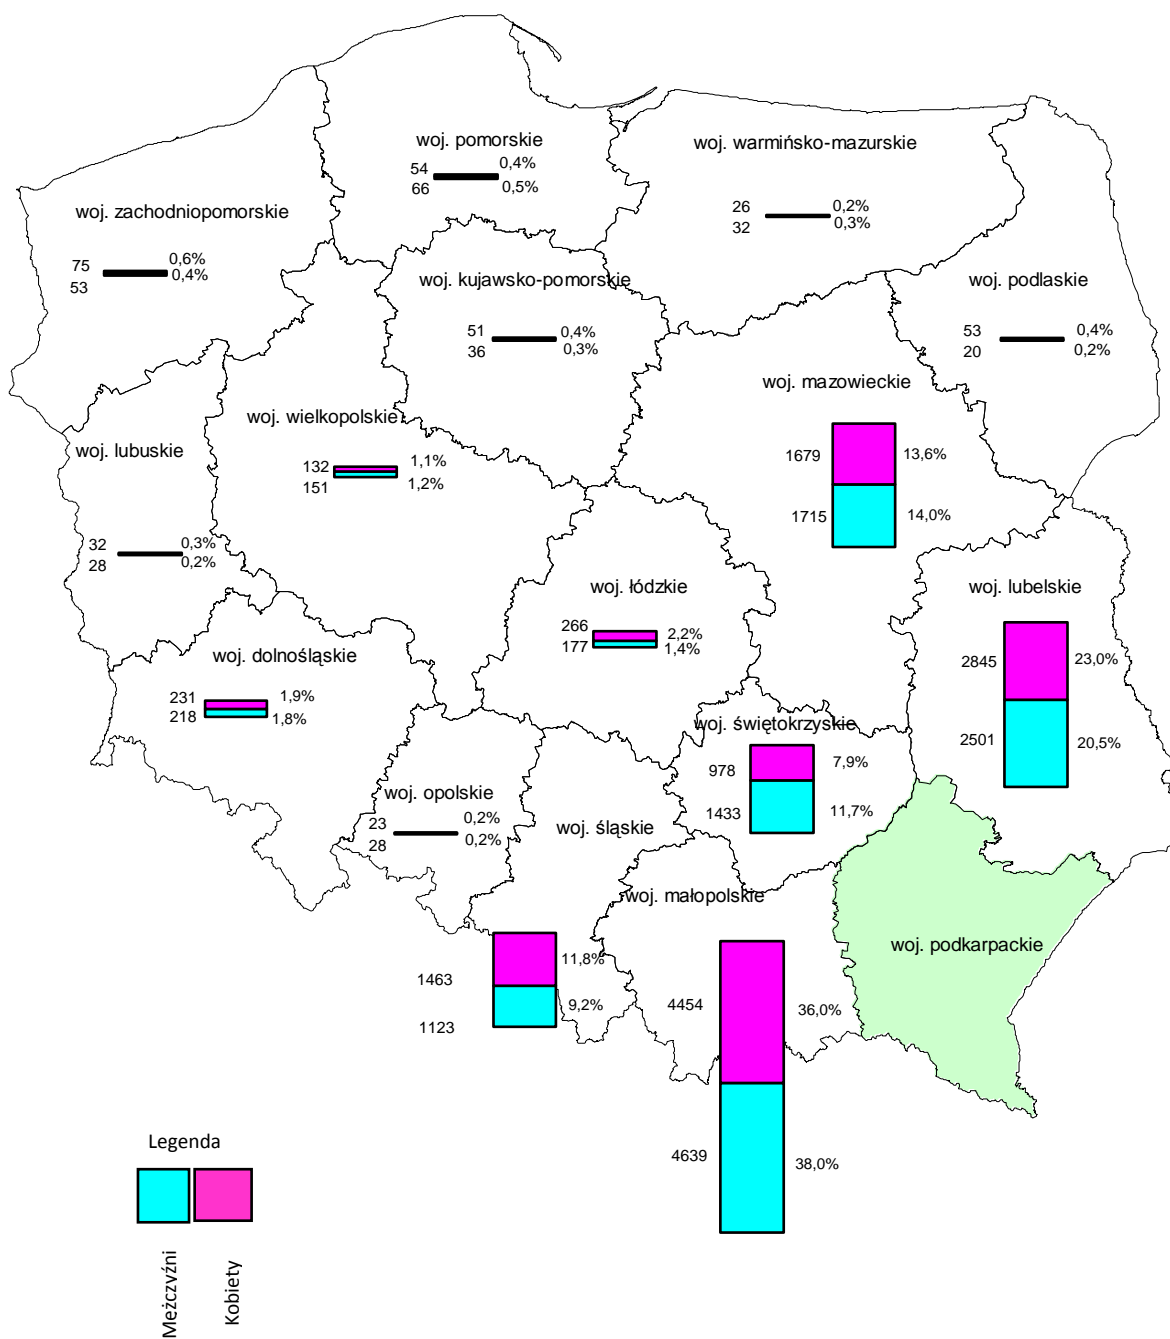 woj. pomorskie
54 0,4%
66 0,5%
woj. warmińsko-mazurskie
26 0,2%
32 0,3%
woj. zachodniopomorskie
75 0,6%
53 0,4%
woj. kujawsko-pomorskie
51 0,4%
36 0,3%
woj. podlaskie
53 0,4%
20 0,2%
woj. mazowieckie
1679 13,6%
1715 14,0%
woj. wielkopolskie
132 1,1%
151 1,2%
woj. lubuskie
32 0,3%
28 0,2%
woj. łódzkie
266 2,2%
177 1,4%
woj. lubelskie
2845 23,0%
2501 20,5%
woj. dolnośląskie
231 1,9%
218 1,8%
woj. świętokrzyskie
978 7,9%
1433 11,7%
woj. opolskie
23 0,2%
28 0,2%
woj. śląskie
1463 11,8%
1123 9,2%
woj. małopolskie
4454 36,0%
4639 38,0%
woj. podkarpackie
Legenda
Meżczyźni
Kobiety